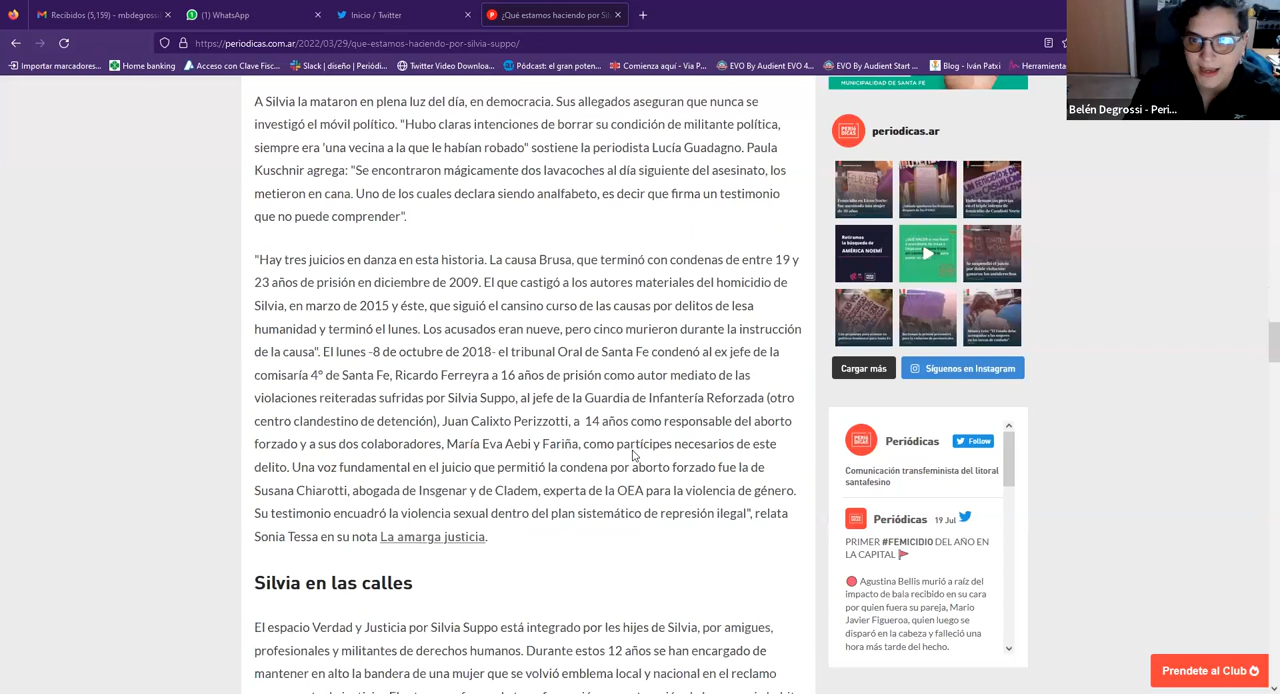 Recibidos (5,159) - mbdegross
(1) WhatsApp
Inicio / Twitter
¿Qué estamos haciendo por Sil
https://periodicas.com.ar/2022/03/29/que-estamos-haciendo-por-silvia-suppo/
Importar marcadores...
Home banking
Acceso con Clave Fisc...
Slack | diseño | Periódi...
Twitter Video Downloa...
Pódcast: el gran poten...
Comienza aquí - Vía P...
EVO By Audient EVO 4...
EVO By Audient Start ...
Blog - Iván Patxi
Herramienta
Belén Degrossi - Peri...
A Silvia la mataron en plena luz del día, en democracia. Sus allegados aseguran que nunca se
investigó el móvil político. "Hubo claras intenciones de borrar su condición de militante política,
siempre era 'una vecina a la que le habían robado" sostiene la periodista Lucía Guadagno. Paula
Kuschnir agrega: "Se encontraron mágicamente dos lavacoches al día siguiente del asesinato, los
metieron en cana. Uno de los cuales declara siendo analfabeto, es decir que firma un testimonio
que no puede comprender".
"Hay tres juicios en danza en esta historia. La causa Brusa, que terminó con condenas de entre 19 y
23 años de prisión en diciembre de 2009. El que investigó a los autores materiales del homicidio de
Silvia, en marzo de 2015 y éste, que siguió el cansino paso de las causas por delitos de lesa
humanidad y terminó el lunes. Los acusados eran nueve, pero cinco murieron durante la instrucción
de la causa". El lunes -8 de octubre de 2018- el tribunal Oral de Santa Fe condenó al ex jefe de la
comisaría 4° de Santa Fe, Ricardo Ferreyra a 16 años de prisión como autor mediato de las
violaciones reiteradas sufridas por Silvia Suppo, al jefe de la Guardia de Infantería Reforzada (otro
centro clandestino de detención), Juan Calixto Perizzotti, a 14 años como responsable del aborto
forzado y a sus dos colaboradores, María Eva Aebi y Fariña, como partícipes necesarios de este
delito. Una voz fundamental en el juicio que permitió la condena por aborto forzado fue la de
Susana Chiarotti, abogada de Insgenar y de Cladem, experta de la OEA para la violencia de género.
Su testimonio encuadró la violencia sexual dentro del plan sistemático de represión ilegal", relata
Sonia Tessa en su nota La amarga justicia.
Silvia en las calles
El espacio Verdad y Justicia por Silvia Suppo está integrado por les hijes de Silvia, por amigues,
profesionales y militantes de derechos humanos. Durante estos 12 años se han encargado de
mantener en alto la bandera de una mujer que se volvió emblema local y nacional en el reclamo
MUNICIPALIDAD DE SANTA FE
periodicas.ar
Retiramos
la búsqueda de
AMÉRICA NOEMÍ
Cargar más
Síguenos en Instagram
Periódicas
Follow
Comunicación transfeminista del litoral
santafesino
Periódicas 19 Jul
PRIMER #FEMICIDIO DEL AÑO EN
LA CAPITAL
Agustina Bellis murió a raíz del
impacto de bala recibido en su cara
por quien fuera su pareja, Mario
Javier Figueroa, quien luego se
disparó en la cabeza y falleció una
hora más tarde del hecho.
Prendete al Club